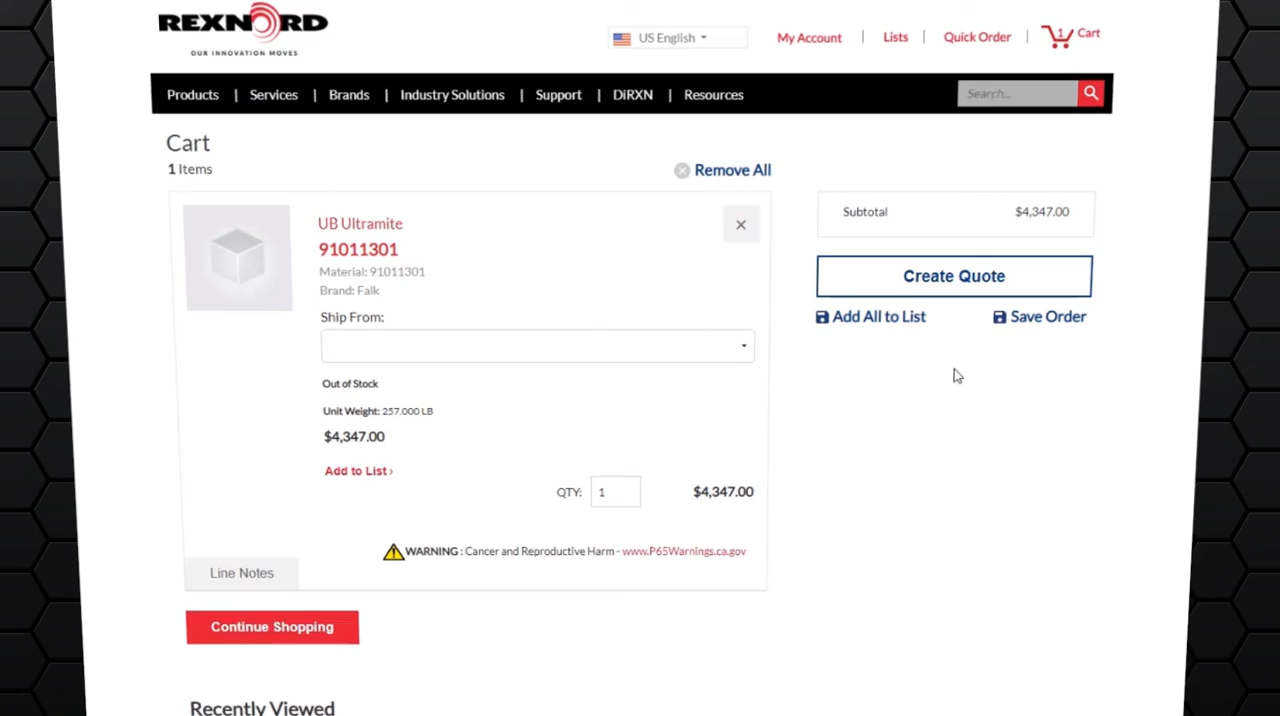 REXNORD
OUR INNOVATION MOVES
US English
My Account | Lists | Quick Order | 1 Cart
Products | Services | Brands | Industry Solutions | Support | DiRXN | Resources
Search...
Cart
1 Items
Remove All
UB Ultramite
91011301
Material: 91011301
Brand: Falk
Ship From:
Out of Stock
Unit Weight: 257.000 LB
$4,347.00
Add to List ›
QTY: 1 $4,347.00
WARNING : Cancer and Reproductive Harm - www.P65Warnings.ca.gov
Line Notes
Subtotal $4,347.00
Create Quote
Add All to List
Save Order
Continue Shopping
Recently Viewed